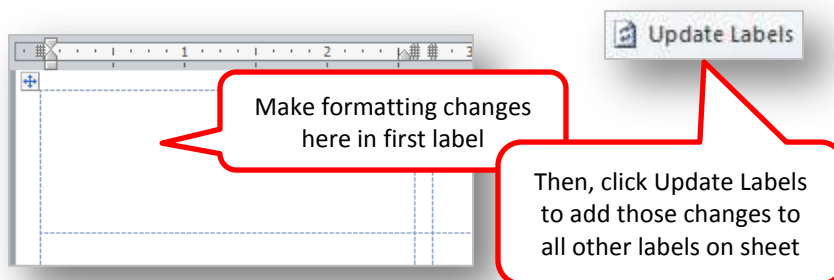 Update Labels
1 2 3
Make formatting changes
here in first label
Then, click Update Labels
to add those changes to
all other labels on sheet